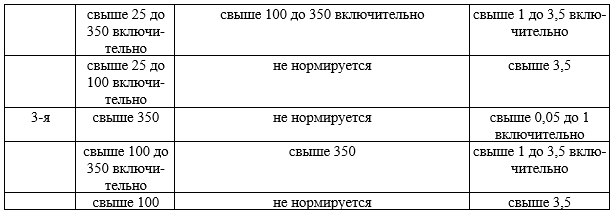 свыше 25 до 350 включи-тельно	свыше 100 до 350 включительно	свыше 1 до 3,5 вклю-чительно
свыше 25 до 100 включи-тельно	не нормируется	свыше 3,5
3-я	свыше 350	не нормируется	свыше 0,05 до 1 включительно
свыше 100 до 350 включи-тельно	свыше 350	свыше 1 до 3,5 вклю-чительно
свыше 100	не нормируется	свыше 3,5